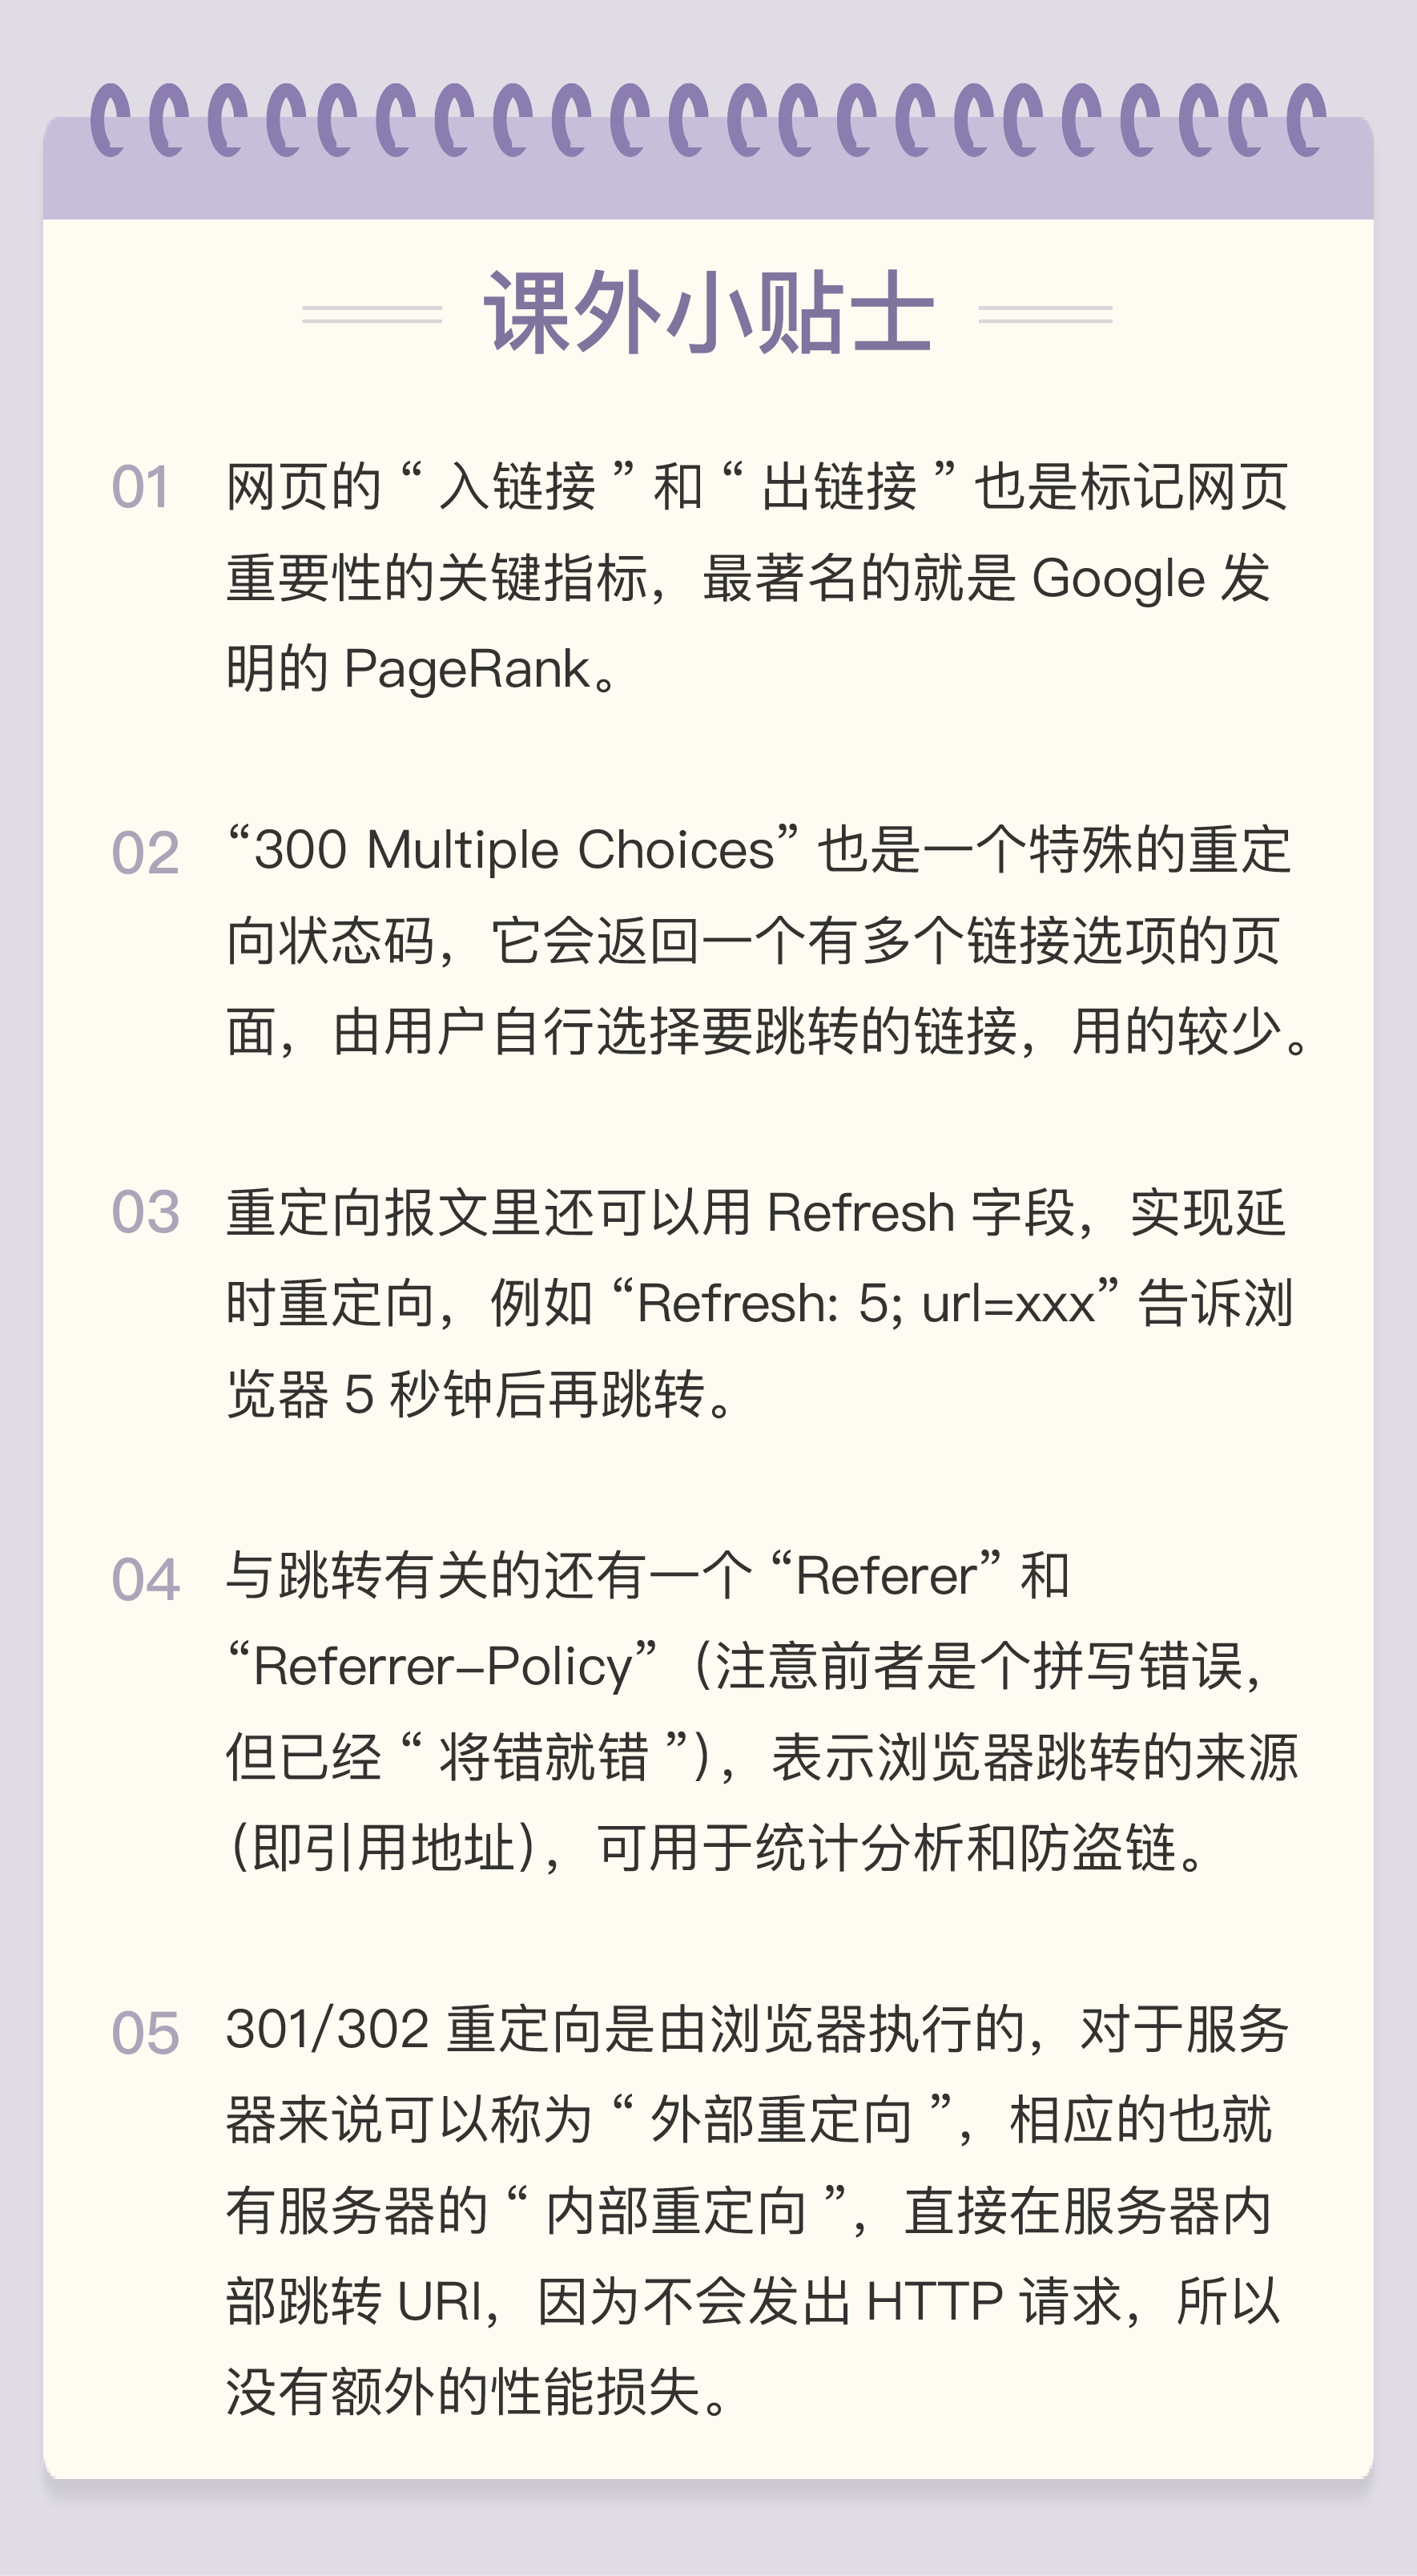 课外小贴士
01 网页的 “ 入链接 ” 和 “ 出链接 ” 也是标记网页
重要性的关键指标，最著名的就是 Google 发
明的 PageRank。
02 “300 Multiple Choices” 也是一个特殊的重定
向状态码，它会返回一个有多个链接选项的页
面，由用户自行选择要跳转的链接，用的较少。
03 重定向报文里还可以用 Refresh 字段，实现延
时重定向，例如 “Refresh: 5; url=xxx” 告诉浏
览器 5 秒钟后再跳转。
04 与跳转有关的还有一个 “Referer” 和
“Referrer-Policy”（注意前者是个拼写错误，
但已经 “ 将错就错 ”），表示浏览器跳转的来源
（即引用地址），可用于统计分析和防盗链。
05 301/302 重定向是由浏览器执行的，对于服务
器来说可以称为 “ 外部重定向 ”，相应的也就
有服务器的 “ 内部重定向 ”，直接在服务器内
部跳转 URI，因为不会发出 HTTP 请求，所以
没有额外的性能损失。